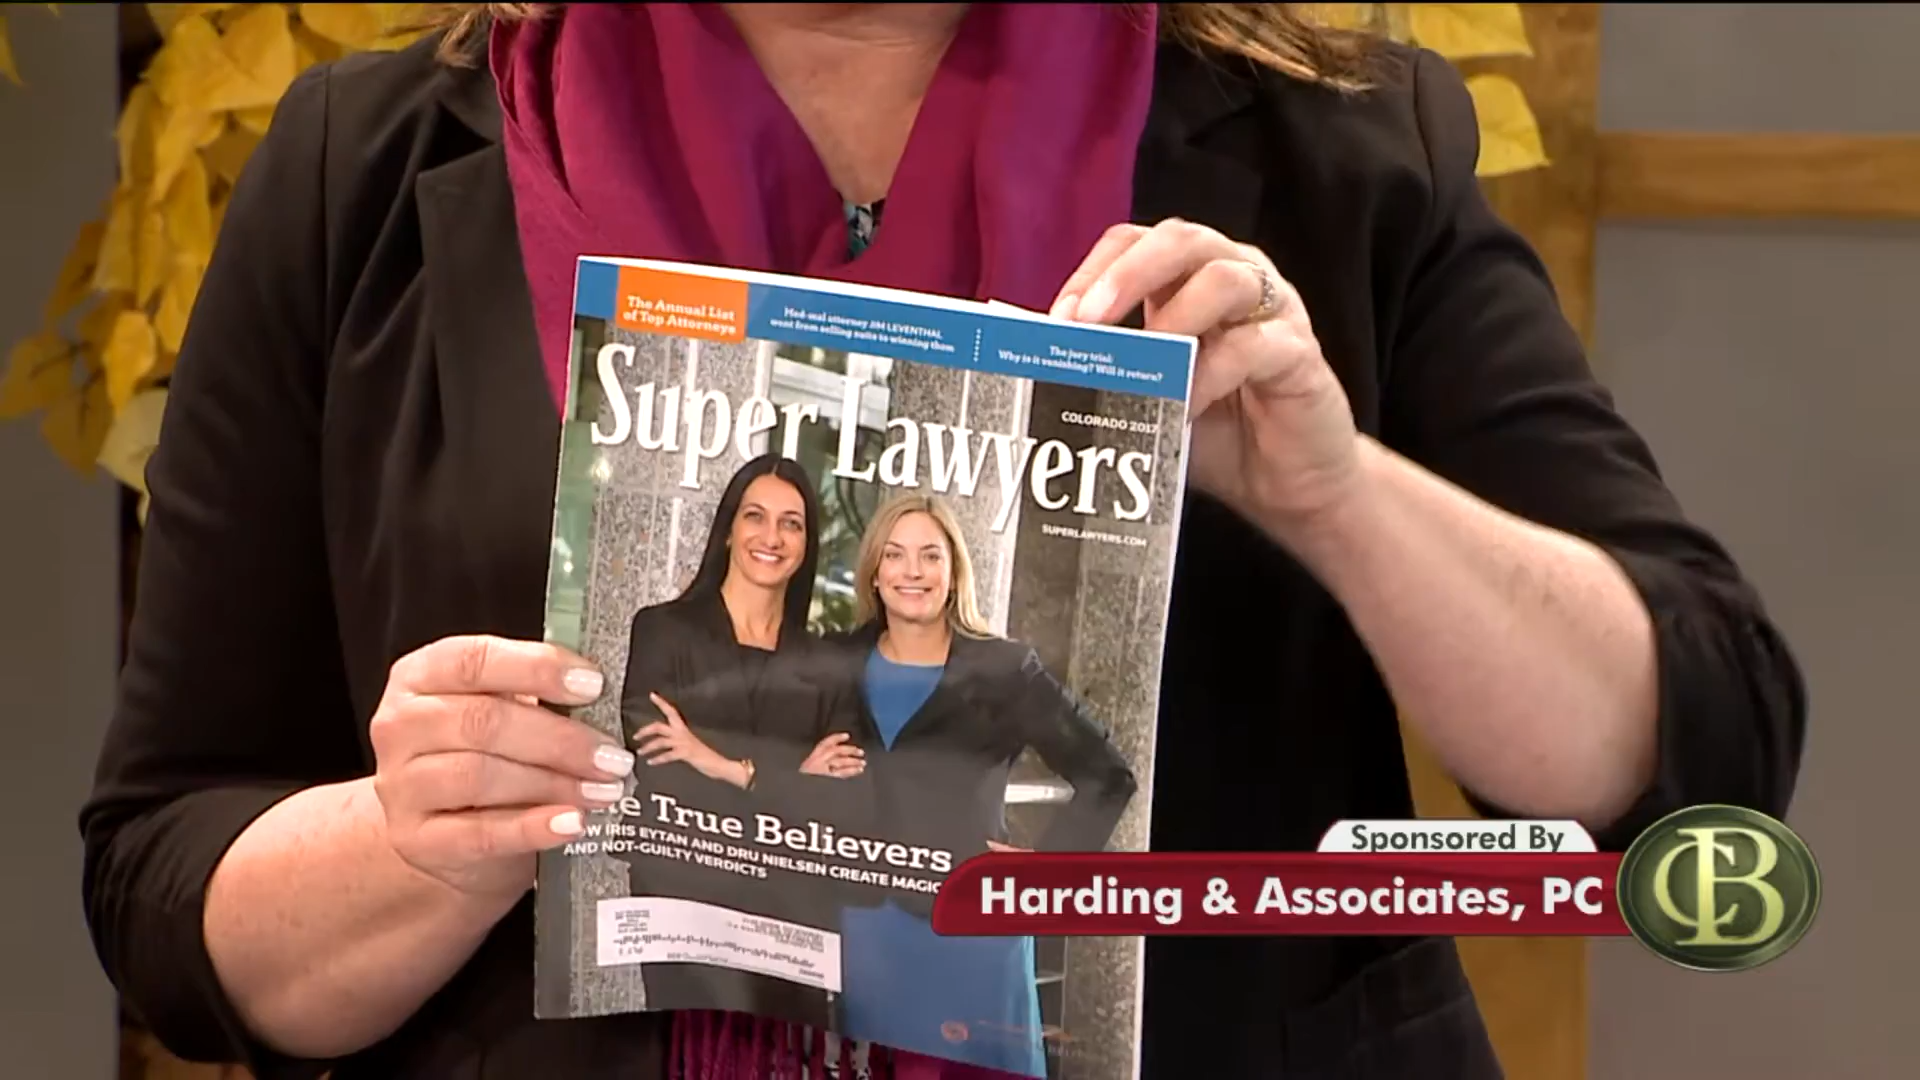 The Annual List
of Top Attorneys
Med-mal attorney JIM LEVENTHAL
went from selling suits to winning them
The jury trial:
Why is it vanishing? Will it return?
Super Lawyers
COLORADO 2017
SUPERLAWYERS.COM
True Believers
IRIS EYTAN AND DRU NIELSEN CREATE MAGIC
AND NOT-GUILTY VERDICTS
Sponsored By
Harding & Associates, PC
CB